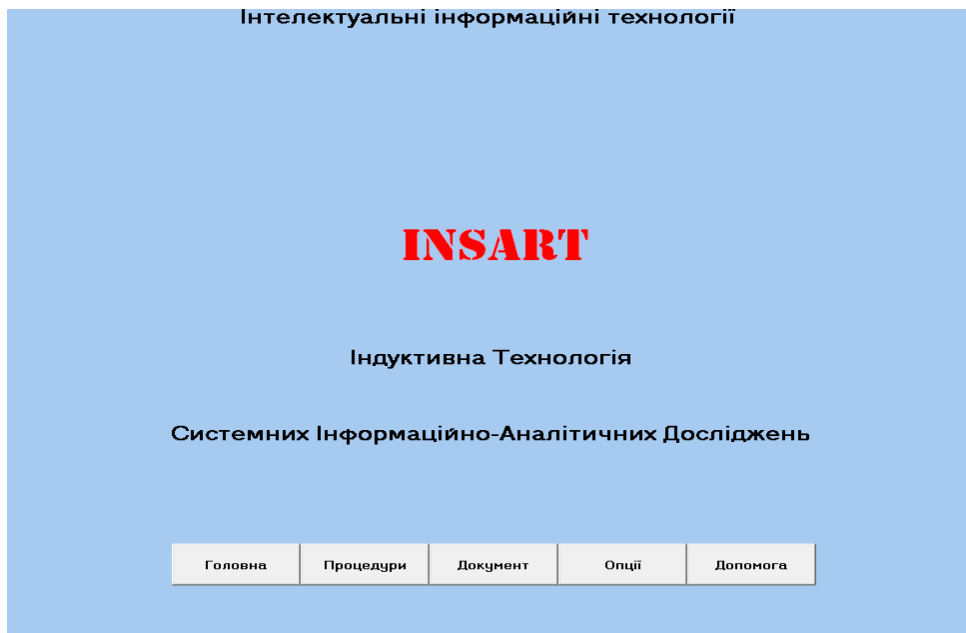 Інтелектуальні інформаційні технології
INSART
Індуктивна Технологія
Системних Інформаційно-Аналітичних Досліджень
Головна Процедури Документ Опції Допомога